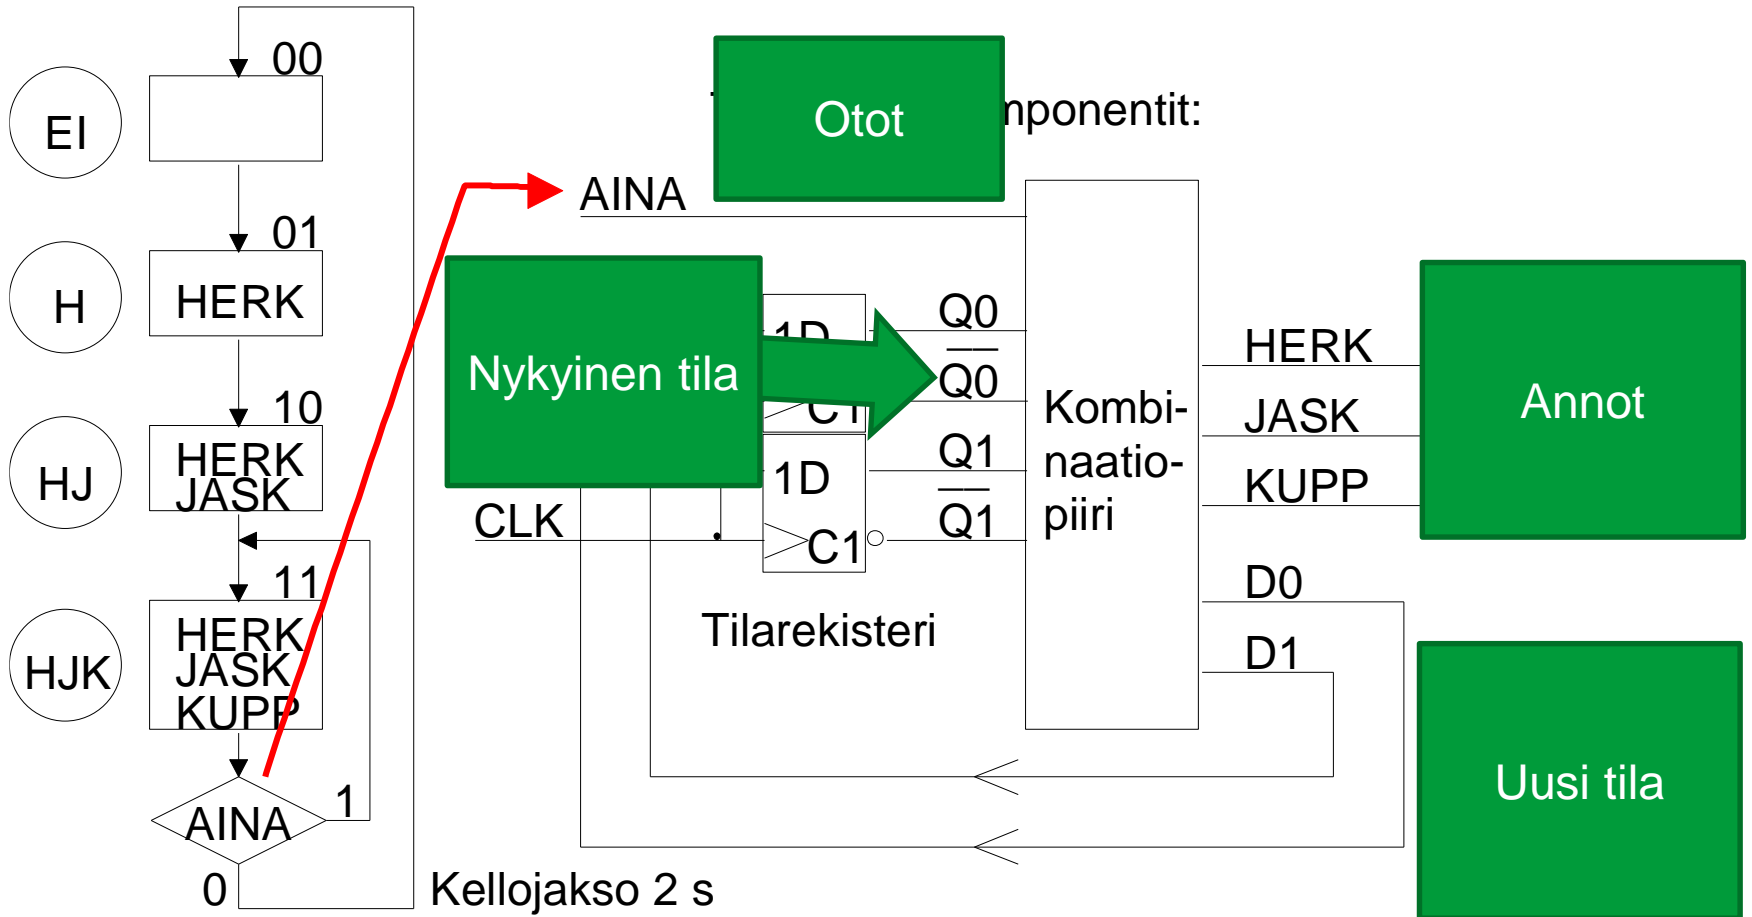 00
EI
01
H
HERK
10
HJ
HERK
JASK
11
HJK
HERK
JASK
KUPP
AINA
1
0
Kellojakso 2 s
Otot
mponentit:
AINA
Nykyinen tila
1D
C1
1D
C1
CLK
Tilarekisteri
Q0
Q0
Q1
Q1
Kombi-
naatio-
piiri
HERK
JASK
KUPP
D0
D1
Annot
Uusi tila